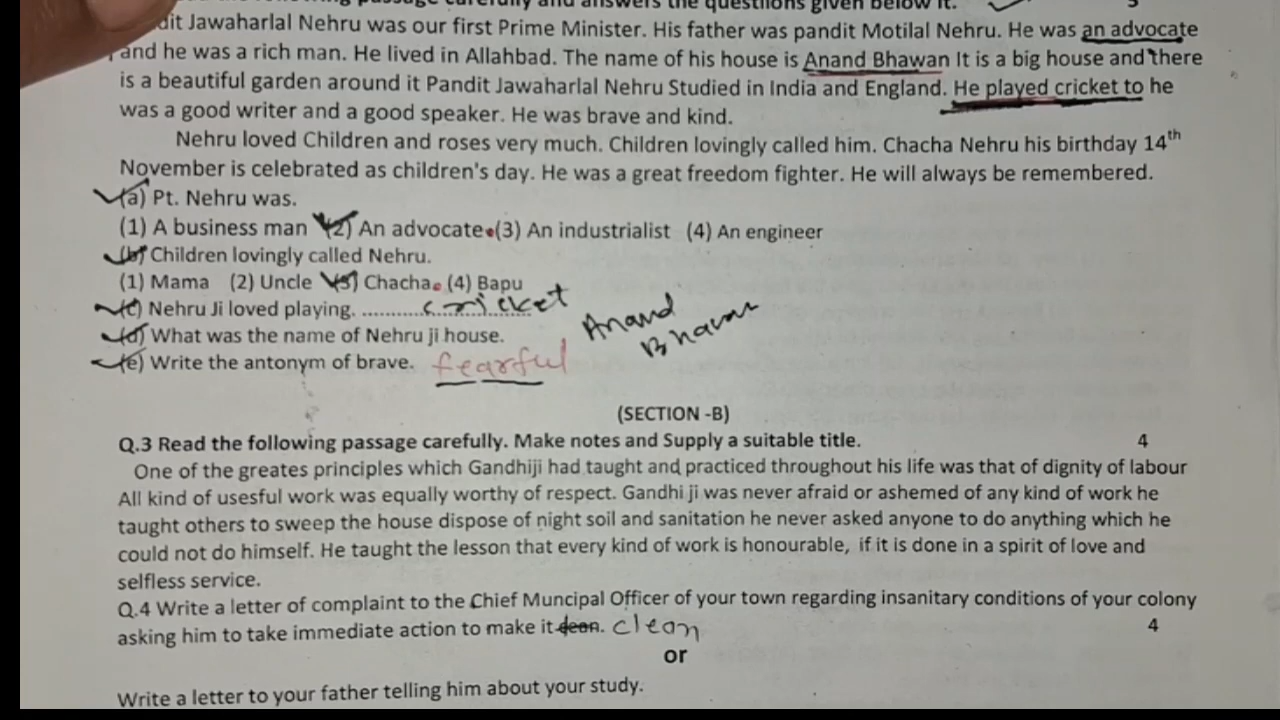 passage carefully and answers the questiions given below it.
dit Jawaharlal Nehru was our first Prime Minister. His father was pandit Motilal Nehru. He was an advocate
and he was a rich man. He lived in Allahbad. The name of his house is Anand Bhawan It is a big house and there
is a beautiful garden around it Pandit Jawaharlal Nehru Studied in India and England. He played cricket to he
was a good writer and a good speaker. He was brave and kind.
Nehru loved Children and roses very much. Children lovingly called him. Chacha Nehru his birthday 14th
November is celebrated as children's day. He was a great freedom fighter. He will always be remembered.
(a) Pt. Nehru was.
(1) A business man (2) An advocate (3) An industrialist (4) An engineer
(b) Children lovingly called Nehru.
(1) Mama (2) Uncle (3) Chacha (4) Bapu
(c) Nehru Ji loved playing. .......... cricket
(d) What was the name of Nehru ji house. Anand Bhavan
(e) Write the antonym of brave. fearful
(SECTION -B)
Q.3 Read the following passage carefully. Make notes and Supply a suitable title. 4
One of the greates principles which Gandhiji had taught and practiced throughout his life was that of dignity of labour
All kind of usesful work was equally worthy of respect. Gandhi ji was never afraid or ashemed of any kind of work he
taught others to sweep the house dispose of night soil and sanitation he never asked anyone to do anything which he
could not do himself. He taught the lesson that every kind of work is honourable, if it is done in a spirit of love and
selfless service.
Q.4 Write a letter of complaint to the Chief Muncipal Officer of your town regarding insanitary conditions of your colony
asking him to take immediate action to make it dean. clean 4
or
Write a letter to your father telling him about your study.